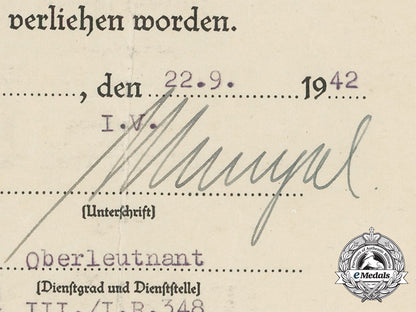 verliehen worden.
, den 22.9. 1942
I.V.
(Unterschrift)
Oberleutnant
(Dienstgrad und Dienststelle)
III./I.R.348
eMedals